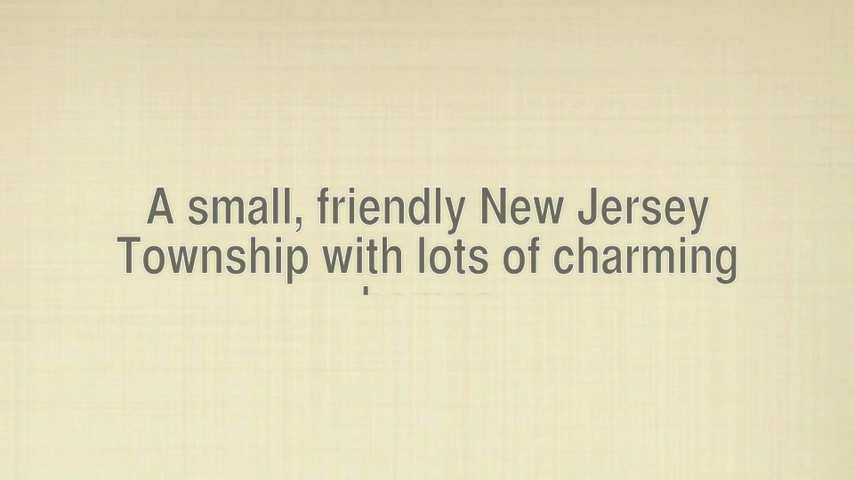 A small, friendly New Jersey
Township with lots of charming